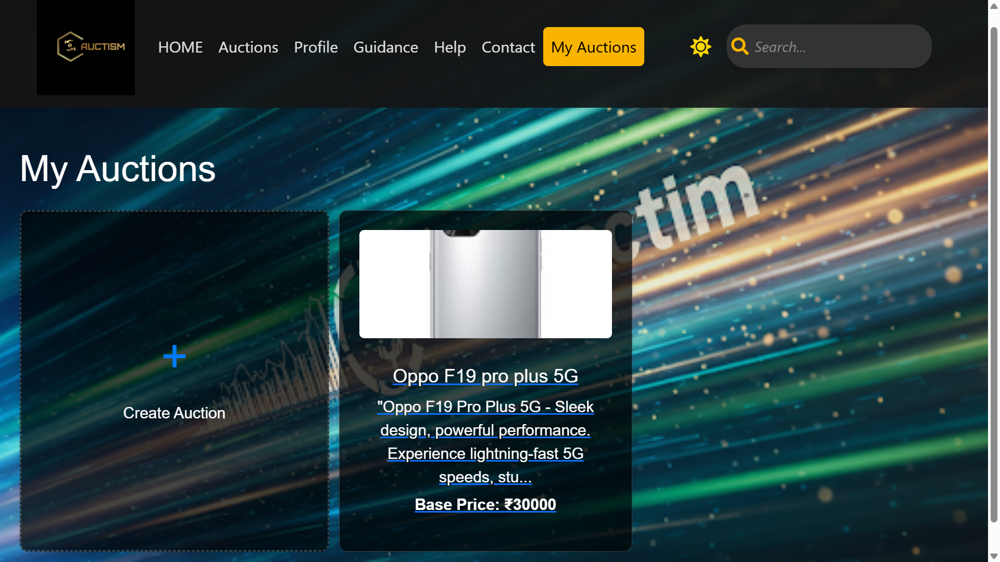 AUCTISM
HOME Auctions Profile Guidance Help Contact My Auctions Search...
My Auctions
ctim
Create Auction
Oppo F19 pro plus 5G
"Oppo F19 Pro Plus 5G - Sleek
design, powerful performance.
Experience lightning-fast 5G
speeds, stu...
Base Price: ₹30000